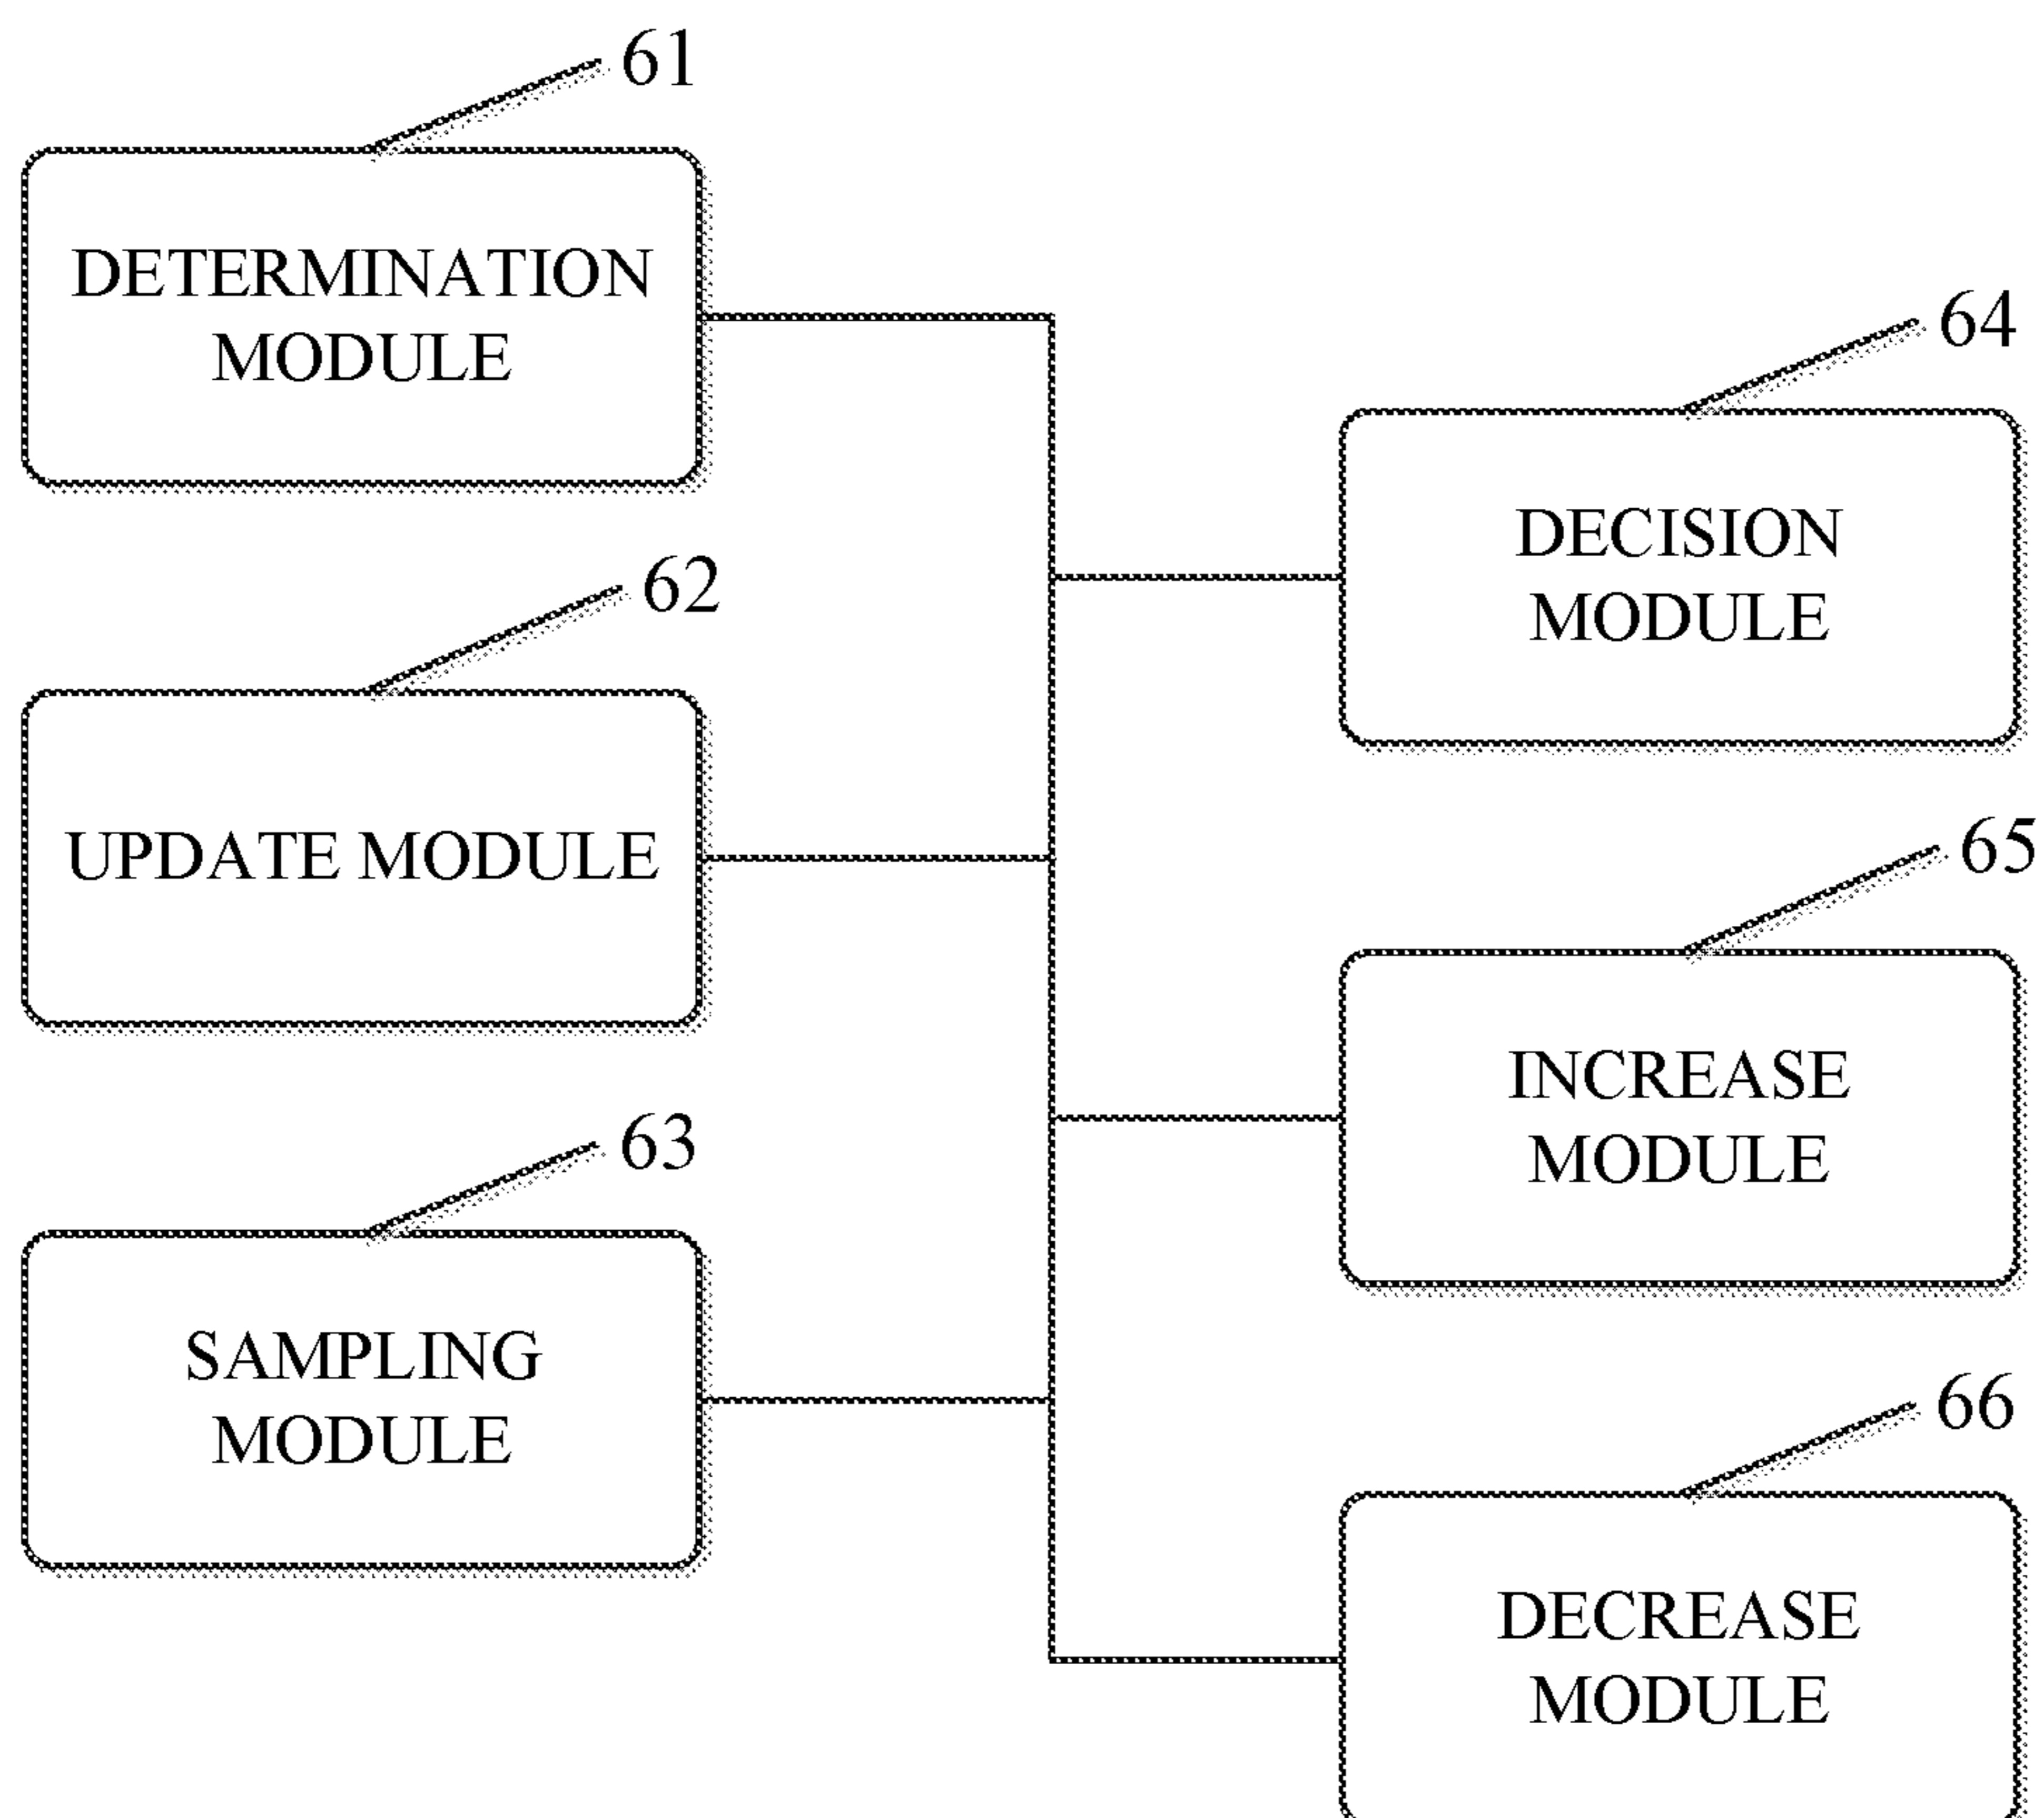 61
DETERMINATION
MODULE
62
UPDATE MODULE
63
SAMPLING
MODULE
64
DECISION
MODULE
65
INCREASE
MODULE
66
DECREASE
MODULE